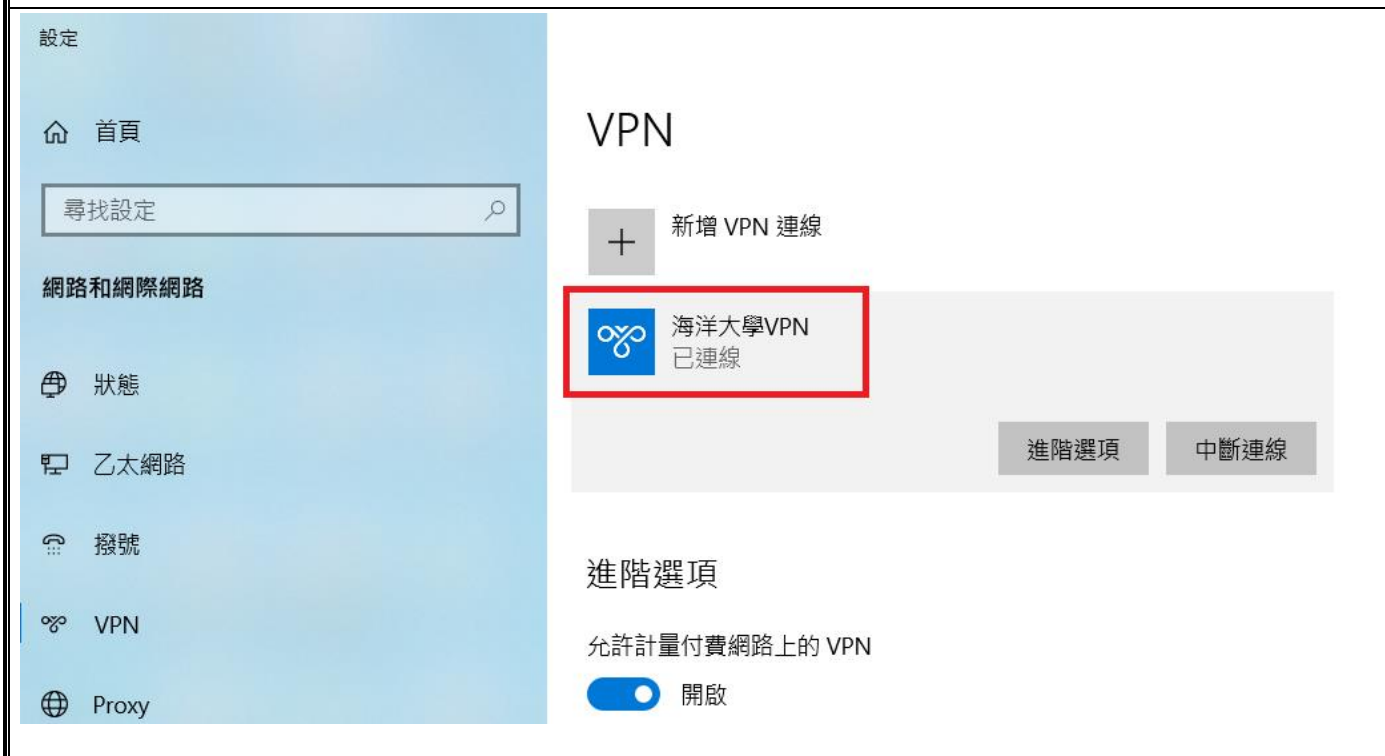 設定
首頁
尋找設定
網路和網際網路
狀態
乙太網路
撥號
VPN
Proxy
VPN
新增 VPN 連線
海洋大學VPN
已連線
進階選項
中斷連線
進階選項
允許計量付費網路上的 VPN
開啟